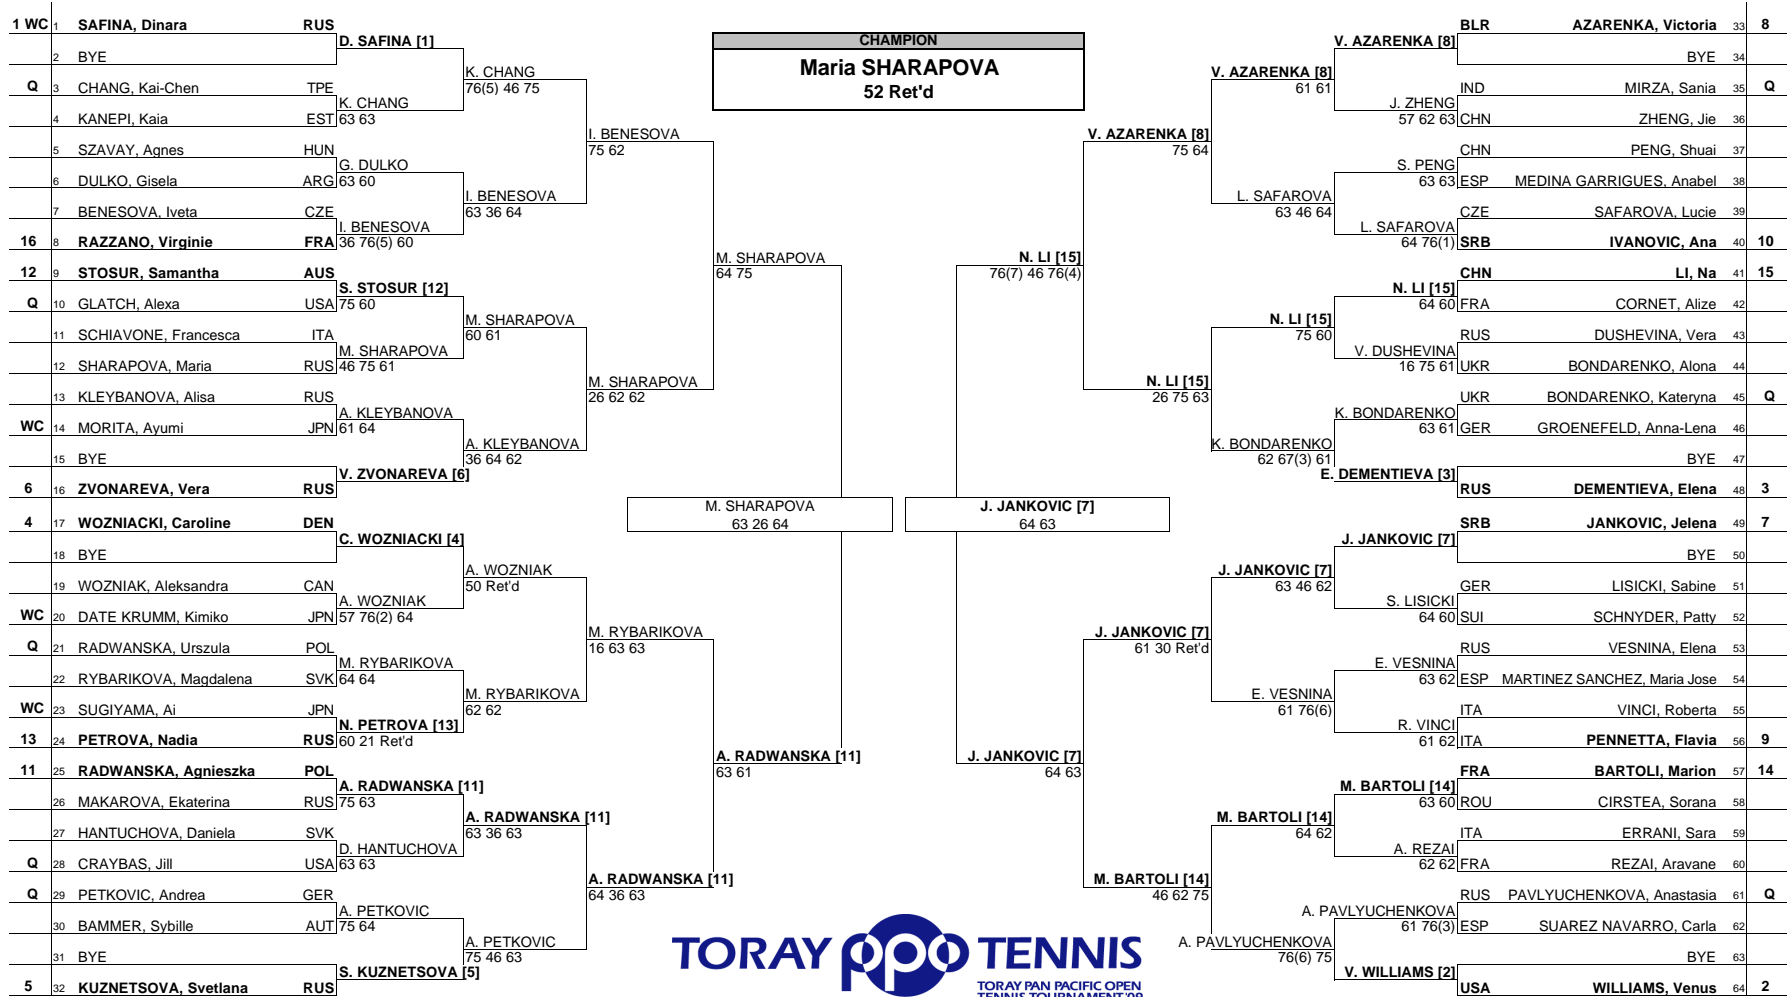 1 WC 1 SAFINA, Dinara RUS
2 BYE
Q 3 CHANG, Kai-Chen TPE
4 KANEPI, Kaia EST
5 SZAVAY, Agnes HUN
6 DULKO, Gisela ARG
7 BENESOVA, Iveta CZE
16 8 RAZZANO, Virginie FRA
12 9 STOSUR, Samantha AUS
Q 10 GLATCH, Alexa USA
11 SCHIAVONE, Francesca ITA
12 SHARAPOVA, Maria RUS
13 KLEYBANOVA, Alisa RUS
WC 14 MORITA, Ayumi JPN
15 BYE
6 16 ZVONAREVA, Vera RUS
4 17 WOZNIACKI, Caroline DEN
18 BYE
19 WOZNIAK, Aleksandra CAN
WC 20 DATE KRUMM, Kimiko JPN
Q 21 RADWANSKA, Urszula POL
22 RYBARIKOVA, Magdalena SVK
WC 23 SUGIYAMA, Ai JPN
13 24 PETROVA, Nadia RUS
11 25 RADWANSKA, Agnieszka POL
26 MAKAROVA, Ekaterina RUS
27 HANTUCHOVA, Daniela SVK
Q 28 CRAYBAS, Jill USA
Q 29 PETKOVIC, Andrea GER
30 BAMMER, Sybille AUT
31 BYE
5 32 KUZNETSOVA, Svetlana RUS
D. SAFINA [1]
K. CHANG
63 63
G. DULKO
63 60
I. BENESOVA
36 76(5) 60
S. STOSUR [12]
75 60
M. SHARAPOVA
46 75 61
A. KLEYBANOVA
61 64
V. ZVONAREVA [6]
C. WOZNIACKI [4]
A. WOZNIAK
57 76(2) 64
M. RYBARIKOVA
64 64
N. PETROVA [13]
60 21 Ret'd
A. RADWANSKA [11]
75 63
D. HANTUCHOVA
63 63
A. PETKOVIC
75 64
S. KUZNETSOVA [5]
K. CHANG
76(5) 46 75
I. BENESOVA
63 36 64
M. SHARAPOVA
60 61
A. KLEYBANOVA
36 64 62
A. WOZNIAK
50 Ret'd
M. RYBARIKOVA
62 62
A. RADWANSKA [11]
63 36 63
A. PETKOVIC
75 46 63
I. BENESOVA
75 62
M. SHARAPOVA
26 62 62
M. RYBARIKOVA
16 63 63
A. RADWANSKA [11]
64 36 63
M. SHARAPOVA
64 75
A. RADWANSKA [11]
63 61
M. SHARAPOVA
63 26 64
CHAMPION
Maria SHARAPOVA
52 Ret'd
J. JANKOVIC [7]
64 63
N. LI [15]
76(7) 46 76(4)
J. JANKOVIC [7]
64 63
V. AZARENKA [8]
75 64
N. LI [15]
26 75 63
J. JANKOVIC [7]
61 30 Ret'd
M. BARTOLI [14]
46 62 75
V. AZARENKA [8]
61 61
L. SAFAROVA
63 46 64
N. LI [15]
75 60
K. BONDARENKO
62 67(3) 61
J. JANKOVIC [7]
63 46 62
E. VESNINA
61 76(6)
M. BARTOLI [14]
64 62
A. PAVLYUCHENKOVA
76(6) 75
V. AZARENKA [8]
J. ZHENG
57 62 63
S. PENG
63 63
L. SAFAROVA
64 76(1)
N. LI [15]
64 60
V. DUSHEVINA
16 75 61
K. BONDARENKO
63 61
E. DEMENTIEVA [3]
J. JANKOVIC [7]
S. LISICKI
64 60
E. VESNINA
63 62
R. VINCI
61 62
M. BARTOLI [14]
63 60
A. REZAI
62 62
A. PAVLYUCHENKOVA
61 76(3)
V. WILLIAMS [2]
BLR AZARENKA, Victoria 33 8
BYE 34
IND MIRZA, Sania 35 Q
CHN ZHENG, Jie 36
CHN PENG, Shuai 37
ESP MEDINA GARRIGUES, Anabel 38
CZE SAFAROVA, Lucie 39
SRB IVANOVIC, Ana 40 10
CHN LI, Na 41 15
FRA CORNET, Alize 42
RUS DUSHEVINA, Vera 43
UKR BONDARENKO, Alona 44
UKR BONDARENKO, Kateryna 45 Q
GER GROENEFELD, Anna-Lena 46
BYE 47
RUS DEMENTIEVA, Elena 48 3
SRB JANKOVIC, Jelena 49 7
BYE 50
GER LISICKI, Sabine 51
SUI SCHNYDER, Patty 52
RUS VESNINA, Elena 53
ESP MARTINEZ SANCHEZ, Maria Jose 54
ITA VINCI, Roberta 55
ITA PENNETTA, Flavia 56 9
FRA BARTOLI, Marion 57 14
ROU CIRSTEA, Sorana 58
ITA ERRANI, Sara 59
FRA REZAI, Aravane 60
RUS PAVLYUCHENKOVA, Anastasia 61 Q
ESP SUAREZ NAVARRO, Carla 62
BYE 63
USA WILLIAMS, Venus 64 2
TORAY ppo TENNIS
TORAY PAN PACIFIC OPEN
TENNIS TOURNAMENT '09